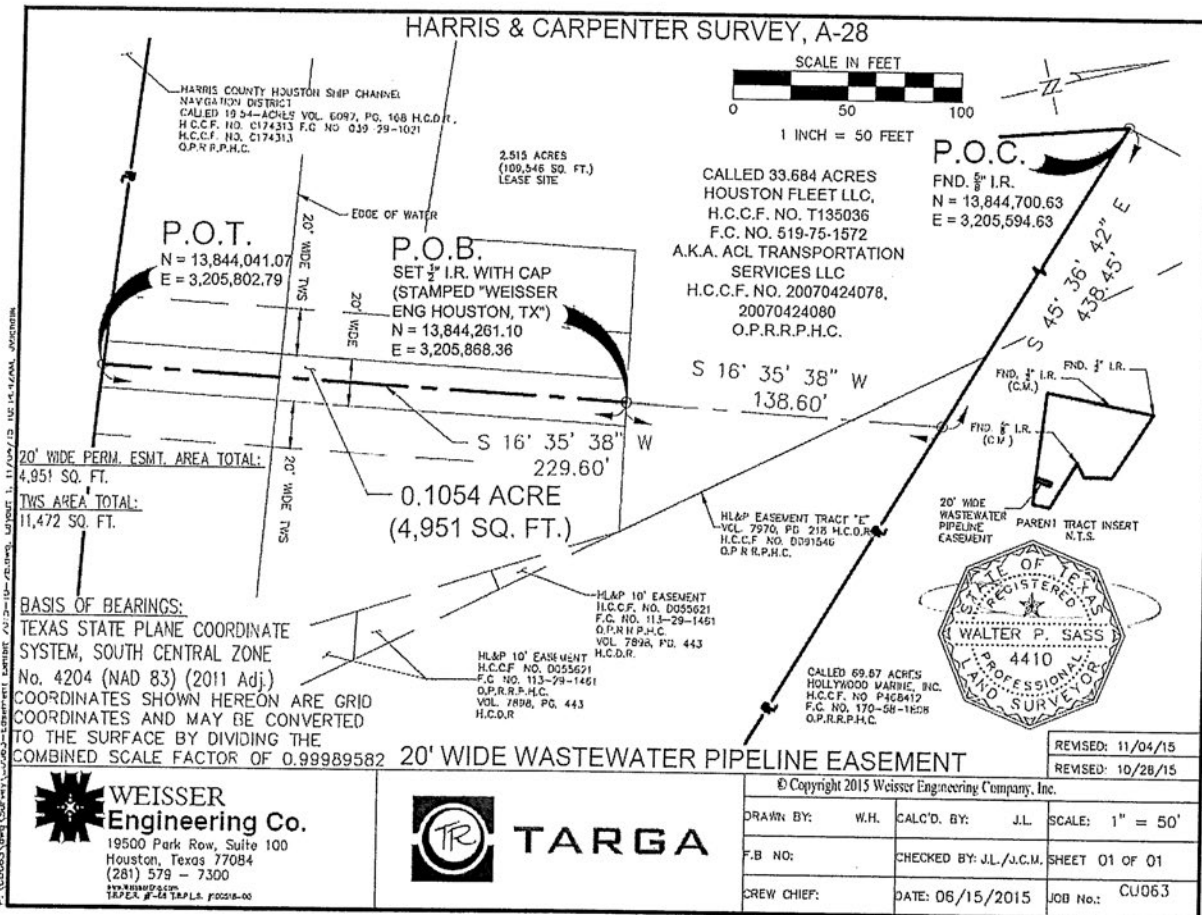 HARRIS & CARPENTER SURVEY, A-28
SCALE IN FEET
0 50 100
1 INCH = 50 FEET
HARRIS COUNTY HOUSTON SHIP CHANNEL
NAVIGATION DISTRICT
CALLED 19.54-ACRES VOL. 6097, PG. 168 H.C.D.R.,
H.C.C.F. NO. C174313 F.C. NO 039-29-1021
H.C.C.F. NO. C174313
O.P.R.R.P.H.C.
2.515 ACRES
(109,546 SQ. FT.)
LEASE SITE
EDGE OF WATER
P.O.C.
FND. 5/8" I.R.
N = 13,844,700.63
E = 3,205,594.63
CALLED 33.684 ACRES
HOUSTON FLEET LLC,
H.C.C.F. NO. T135036
F.C. NO. 519-75-1572
A.K.A. ACL TRANSPORTATION
SERVICES LLC
H.C.C.F. NO. 20070424078,
20070424080
O.P.R.R.P.H.C.
P.O.T.
N = 13,844,041.07
E = 3,205,802.79
20' WIDE TWS
20' WIDE
P.O.B.
SET 1/2" I.R. WITH CAP
(STAMPED "WEISSER
ENG HOUSTON, TX")
N = 13,844,261.10
E = 3,205,868.36
S 45° 36' 42" E
438.45'
S 16° 35' 38" W
138.60'
S 16° 35' 38" W
229.60'
0.1054 ACRE
(4,951 SQ. FT.)
20' WIDE TWS
20' WIDE PERM. ESMT. AREA TOTAL:
4,951 SQ. FT.
TWS AREA TOTAL:
11,472 SQ. FT.
FND. I.R.
(C.M.)
FND. I.R.
FND. I.R.
(C.M.)
20' WIDE
WASTEWATER
PIPELINE
EASEMENT
PARENT TRACT INSERT
N.T.S.
HL&P EASEMENT TRACT "E"
VOL. 7970, PG 218 H.C.D.R.
H.C.C.F NO. D091546
O.P.R.R.P.H.C.
HL&P 10' EASEMENT
H.C.C.F. NO. D055621
F.C. NO. 113-29-1461
O.P.R.R.P.H.C.
VOL. 7898, PG. 443
H.C.D.R.
HL&P 10' EASEMENT
H.C.C.F. NO. D055621
F.C NO. 113-29-1461
O.P.R.R.P.H.C.
VOL. 7898, PG. 443
H.C.D.R
CALLED 69.67 ACRES
HOLLYWOOD MARINE, INC.
H.C.C.F. NO P468412
F.C. NO. 170-58-1608
O.P.R.R.P.H.C.
STATE OF TEXAS
REGISTERED
WALTER P. SASS
4410
PROFESSIONAL
LAND SURVEYOR
BASIS OF BEARINGS:
TEXAS STATE PLANE COORDINATE
SYSTEM, SOUTH CENTRAL ZONE
No. 4204 (NAD 83) (2011 Adj.)
COORDINATES SHOWN HEREON ARE GRID
COORDINATES AND MAY BE CONVERTED
TO THE SURFACE BY DIVIDING THE
COMBINED SCALE FACTOR OF 0.99989582
20' WIDE WASTEWATER PIPELINE EASEMENT
REVISED: 11/04/15
REVISED: 10/28/15
WEISSER
Engineering Co.
19500 Park Row, Suite 100
Houston, Texas 77084
(281) 579 - 7300
TR TARGA
© Copyright 2015 Weisser Engineering Company, Inc.
DRAWN BY: W.H. CALC'D. BY: J.L. SCALE: 1" = 50'
F.B NO: CHECKED BY: J.L./J.C.M. SHEET 01 OF 01
CREW CHIEF: DATE: 06/15/2015 JOB No.: CU063